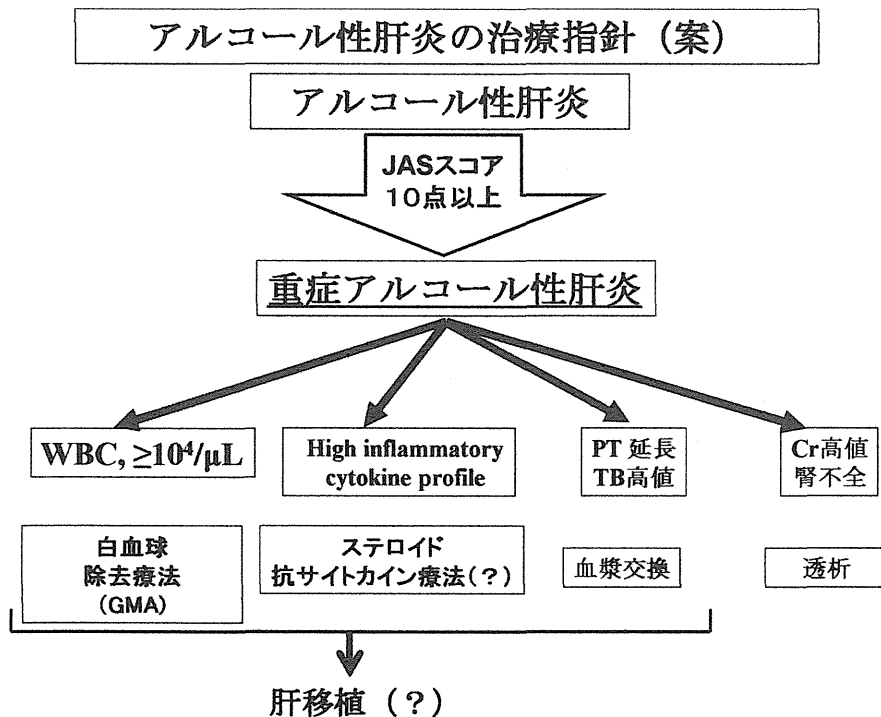 アルコール性肝炎の治療指針（案）
アルコール性肝炎
JASスコア
10点以上
重症アルコール性肝炎
WBC, ≥10⁴/μL
High inflammatory
cytokine profile
PT 延長
TB高値
Cr高値
腎不全
白血球
除去療法
(GMA)
ステロイド
抗サイトカイン療法(？)
血漿交換
透析
肝移植（？）